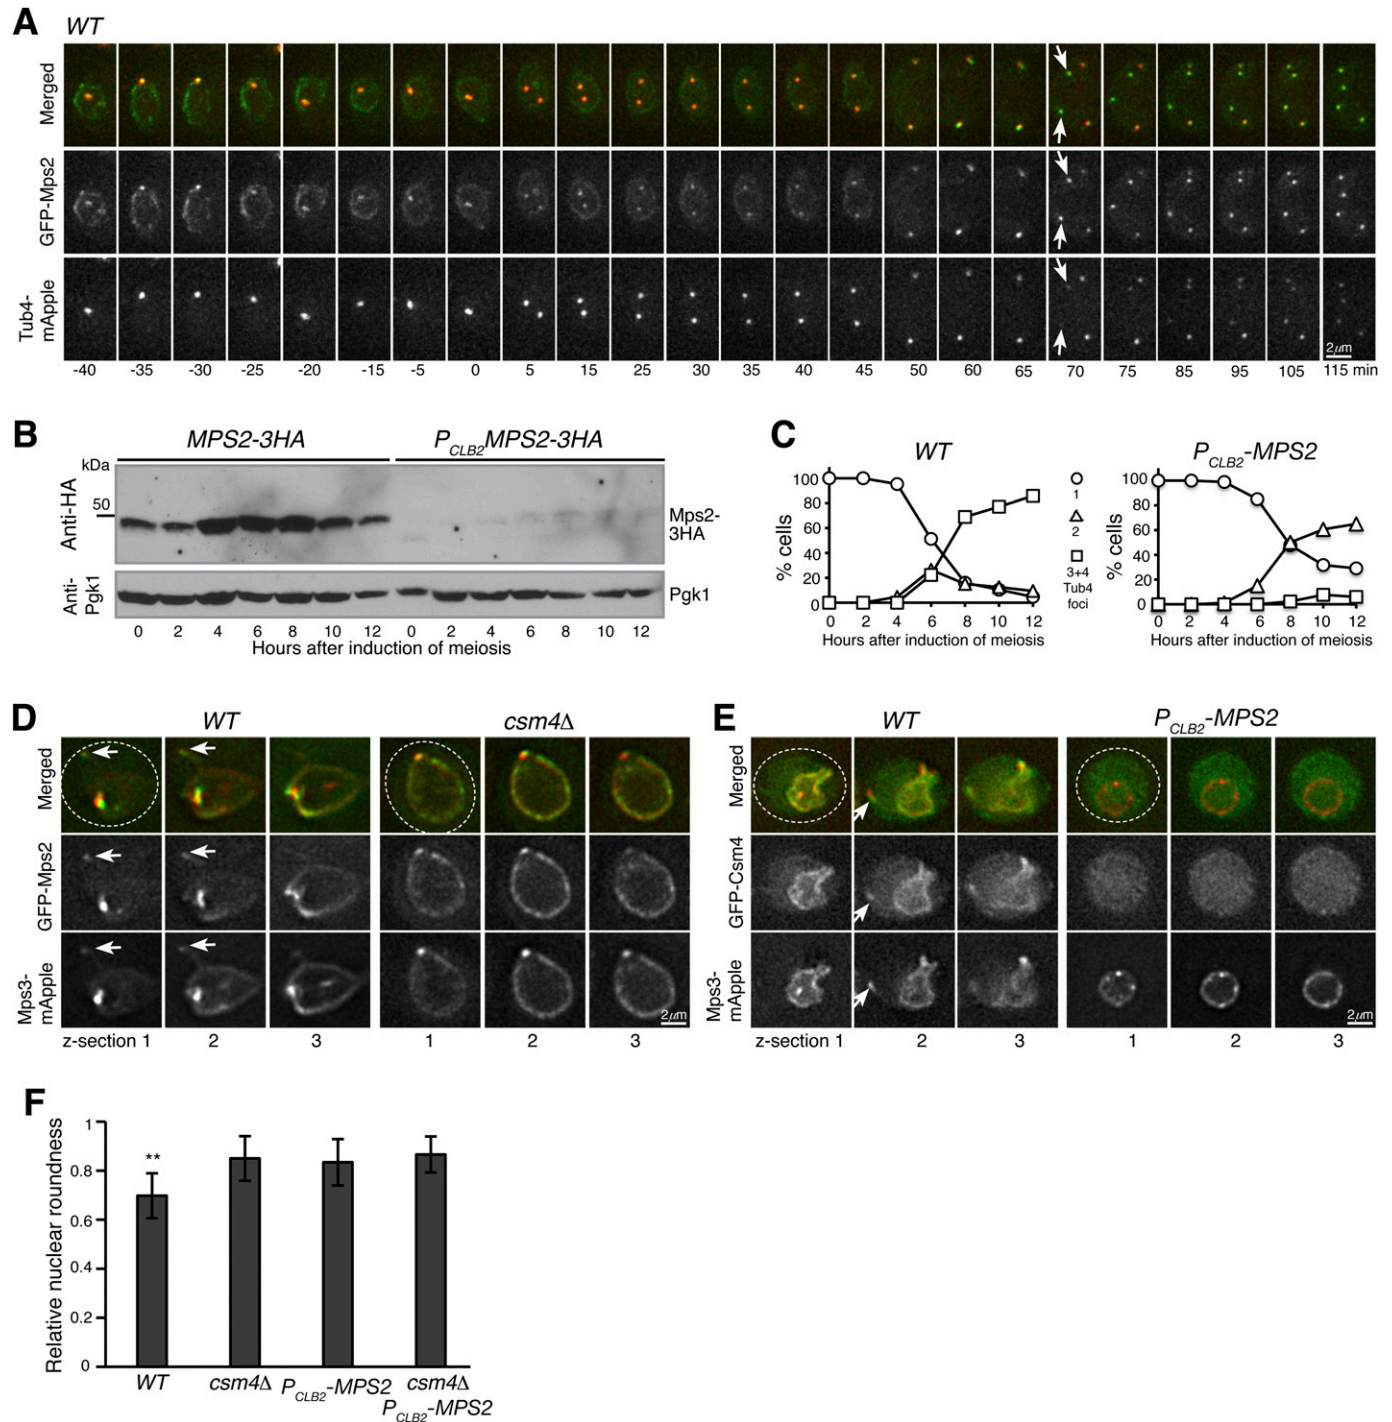 A
WT
Merged
GFP-Mps2
Tub4-
mApple
2μm
-40 -35 -30 -25 -20 -15 -5 0 5 15 25 30 35 40 45 50 60 65 70 75 85 95 105 115 min
B
MPS2-3HA PCLB2MPS2-3HA
kDa
50
Anti-HA
Mps2-
3HA
Anti-
Pgk1
Pgk1
0 2 4 6 8 10 12 0 2 4 6 8 10 12
Hours after induction of meiosis
C
WT
PCLB2-MPS2
% cells
100
80
60
40
20
0
0 2 4 6 8 10 12
Hours after induction of meiosis
1
2
3+4
Tub4
foci
% cells
100
80
60
40
20
0
0 2 4 6 8 10 12
Hours after induction of meiosis
D
WT csm4Δ
Merged
GFP-Mps2
Mps3-
mApple
2μm
z-section 1 2 3 1 2 3
E
WT PCLB2-MPS2
Merged
GFP-Csm4
Mps3-
mApple
2μm
z-section 1 2 3 1 2 3
F
Relative nuclear roundness
1
0.8
0.6
0.4
0.2
0
**
WT csm4Δ PCLB2-MPS2 csm4Δ
PCLB2-MPS2